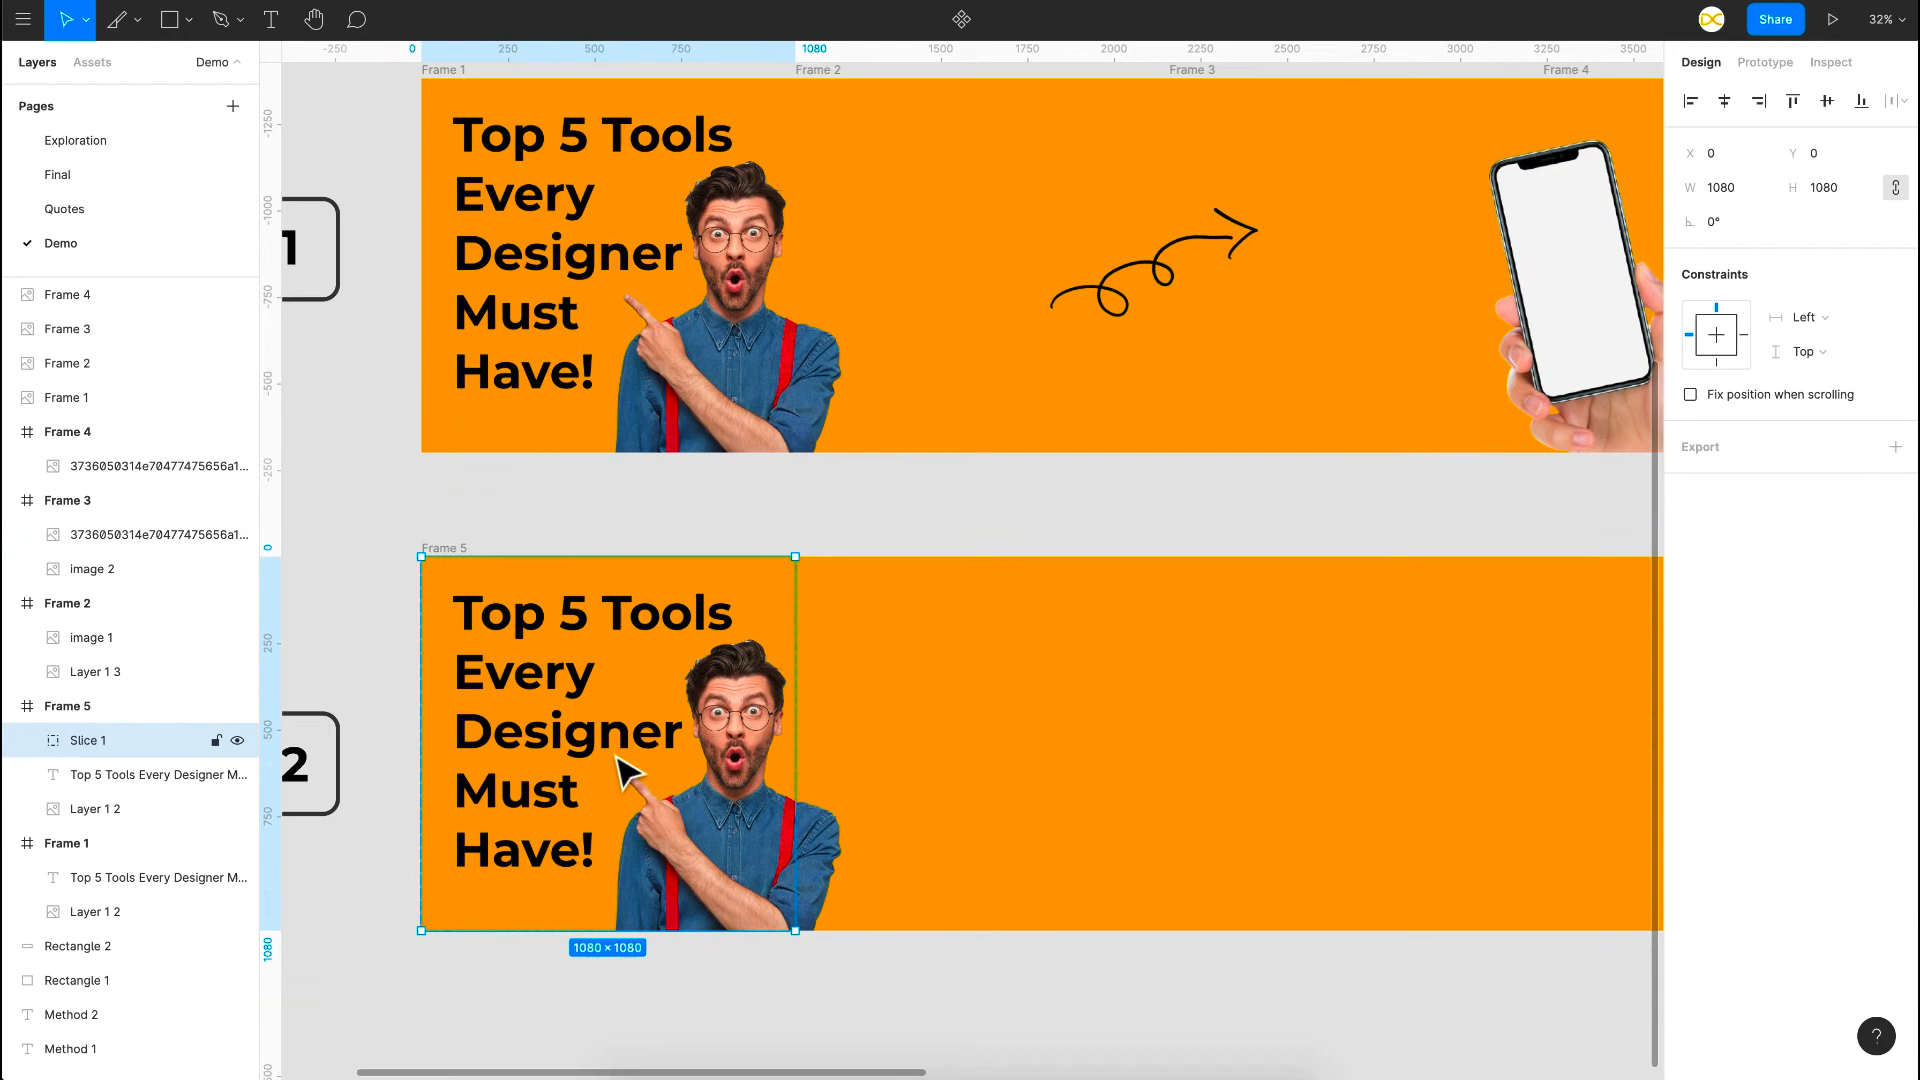 Share
32%
Layers
Assets
Demo
Pages
Exploration
Final
Quotes
Demo
Frame 4
Frame 3
Frame 2
Frame 1
Frame 4
3736050314e70477475656a1...
Frame 3
3736050314e70477475656a1...
image 2
Frame 2
image 1
Layer 1 3
Frame 5
Slice 1
Top 5 Tools Every Designer M...
Layer 1 2
Frame 1
Top 5 Tools Every Designer M...
Layer 1 2
Rectangle 2
Rectangle 1
Method 2
Method 1
-250
0
250
500
750
1080
1500
1750
2000
2250
2500
2750
3000
3250
3500
-1250
-1000
-750
-500
-250
0
250
500
750
1080
Frame 1
Frame 2
Frame 3
Frame 4
1
Top 5 Tools
Every
Designer
Must
Have!
Frame 5
2
Top 5 Tools
Every
Designer
Must
Have!
1080 × 1080
Design
Prototype
Inspect
X 0
Y 0
W 1080
H 1080
0°
Constraints
Left
Top
Fix position when scrolling
Export
?